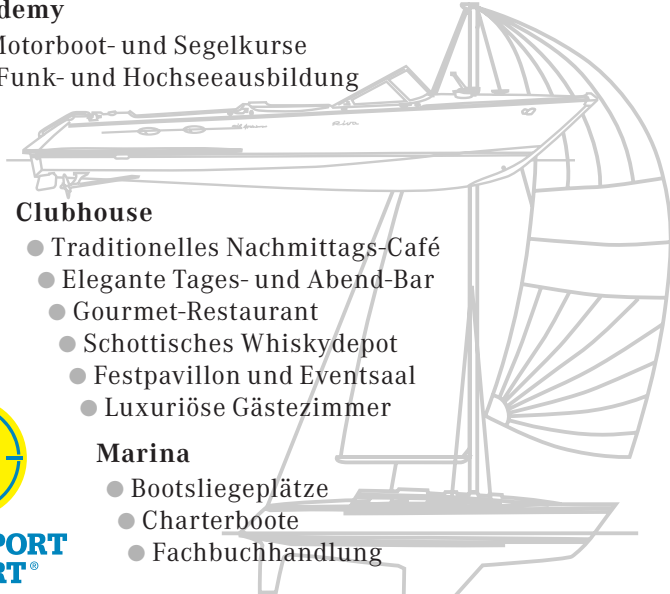 demy
Motorboot- und Segelkurse
Funk- und Hochseeausbildung
Riva
Clubhouse
● Traditionelles Nachmittags-Café
● Elegante Tages- und Abend-Bar
● Gourmet-Restaurant
● Schottisches Whiskydepot
● Festpavillon und Eventsaal
● Luxuriöse Gästezimmer
Marina
● Bootsliegeplätze
● Charterboote
● Fachbuchhandlung
PORT
RT®